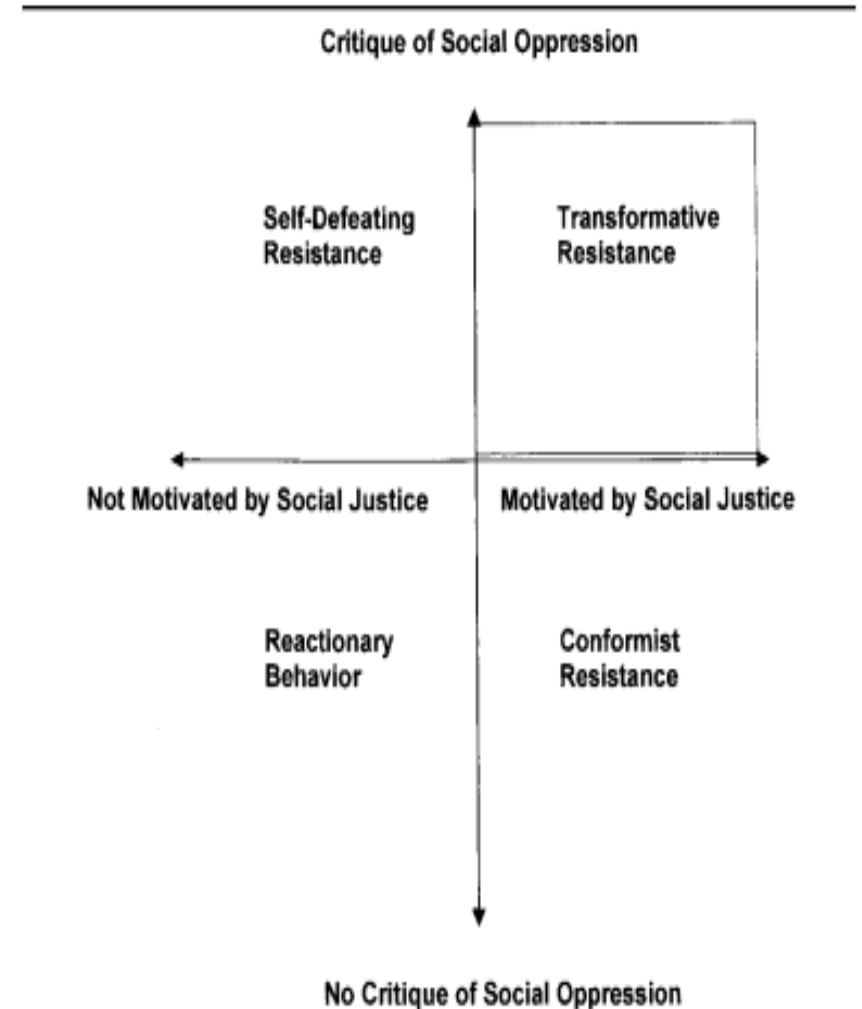 Critique of Social Oppression
Self-Defeating
Resistance
Transformative
Resistance
Not Motivated by Social Justice
Motivated by Social Justice
Reactionary
Behavior
Conformist
Resistance
No Critique of Social Oppression